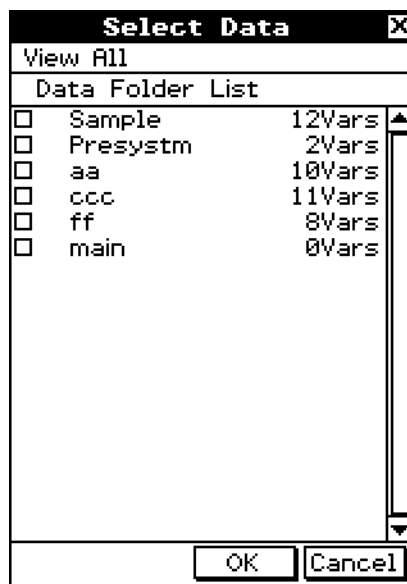 Select Data
View All
Data Folder List
Sample 12Vars
Presystm 2Vars
aa 10Vars
ccc 11Vars
ff 8Vars
main 0Vars
OK Cancel